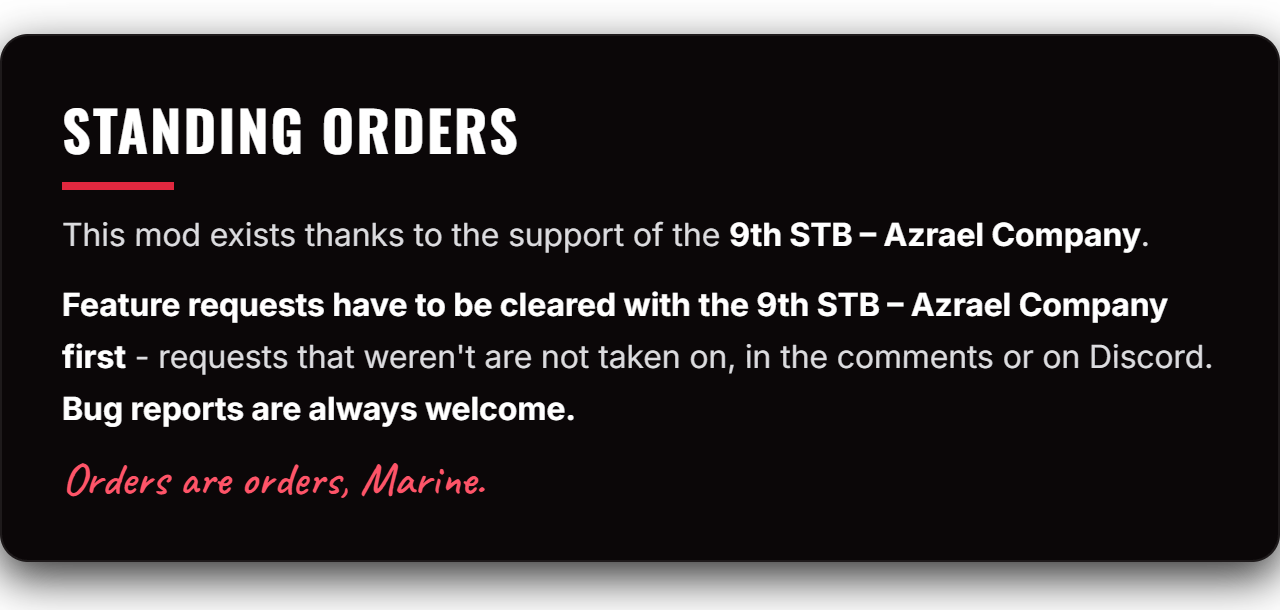 STANDING ORDERS
This mod exists thanks to the support of the 9th STB – Azrael Company.
Feature requests have to be cleared with the 9th STB – Azrael Company
first - requests that weren't are not taken on, in the comments or on Discord.
Bug reports are always welcome.
Orders are orders, Marine.